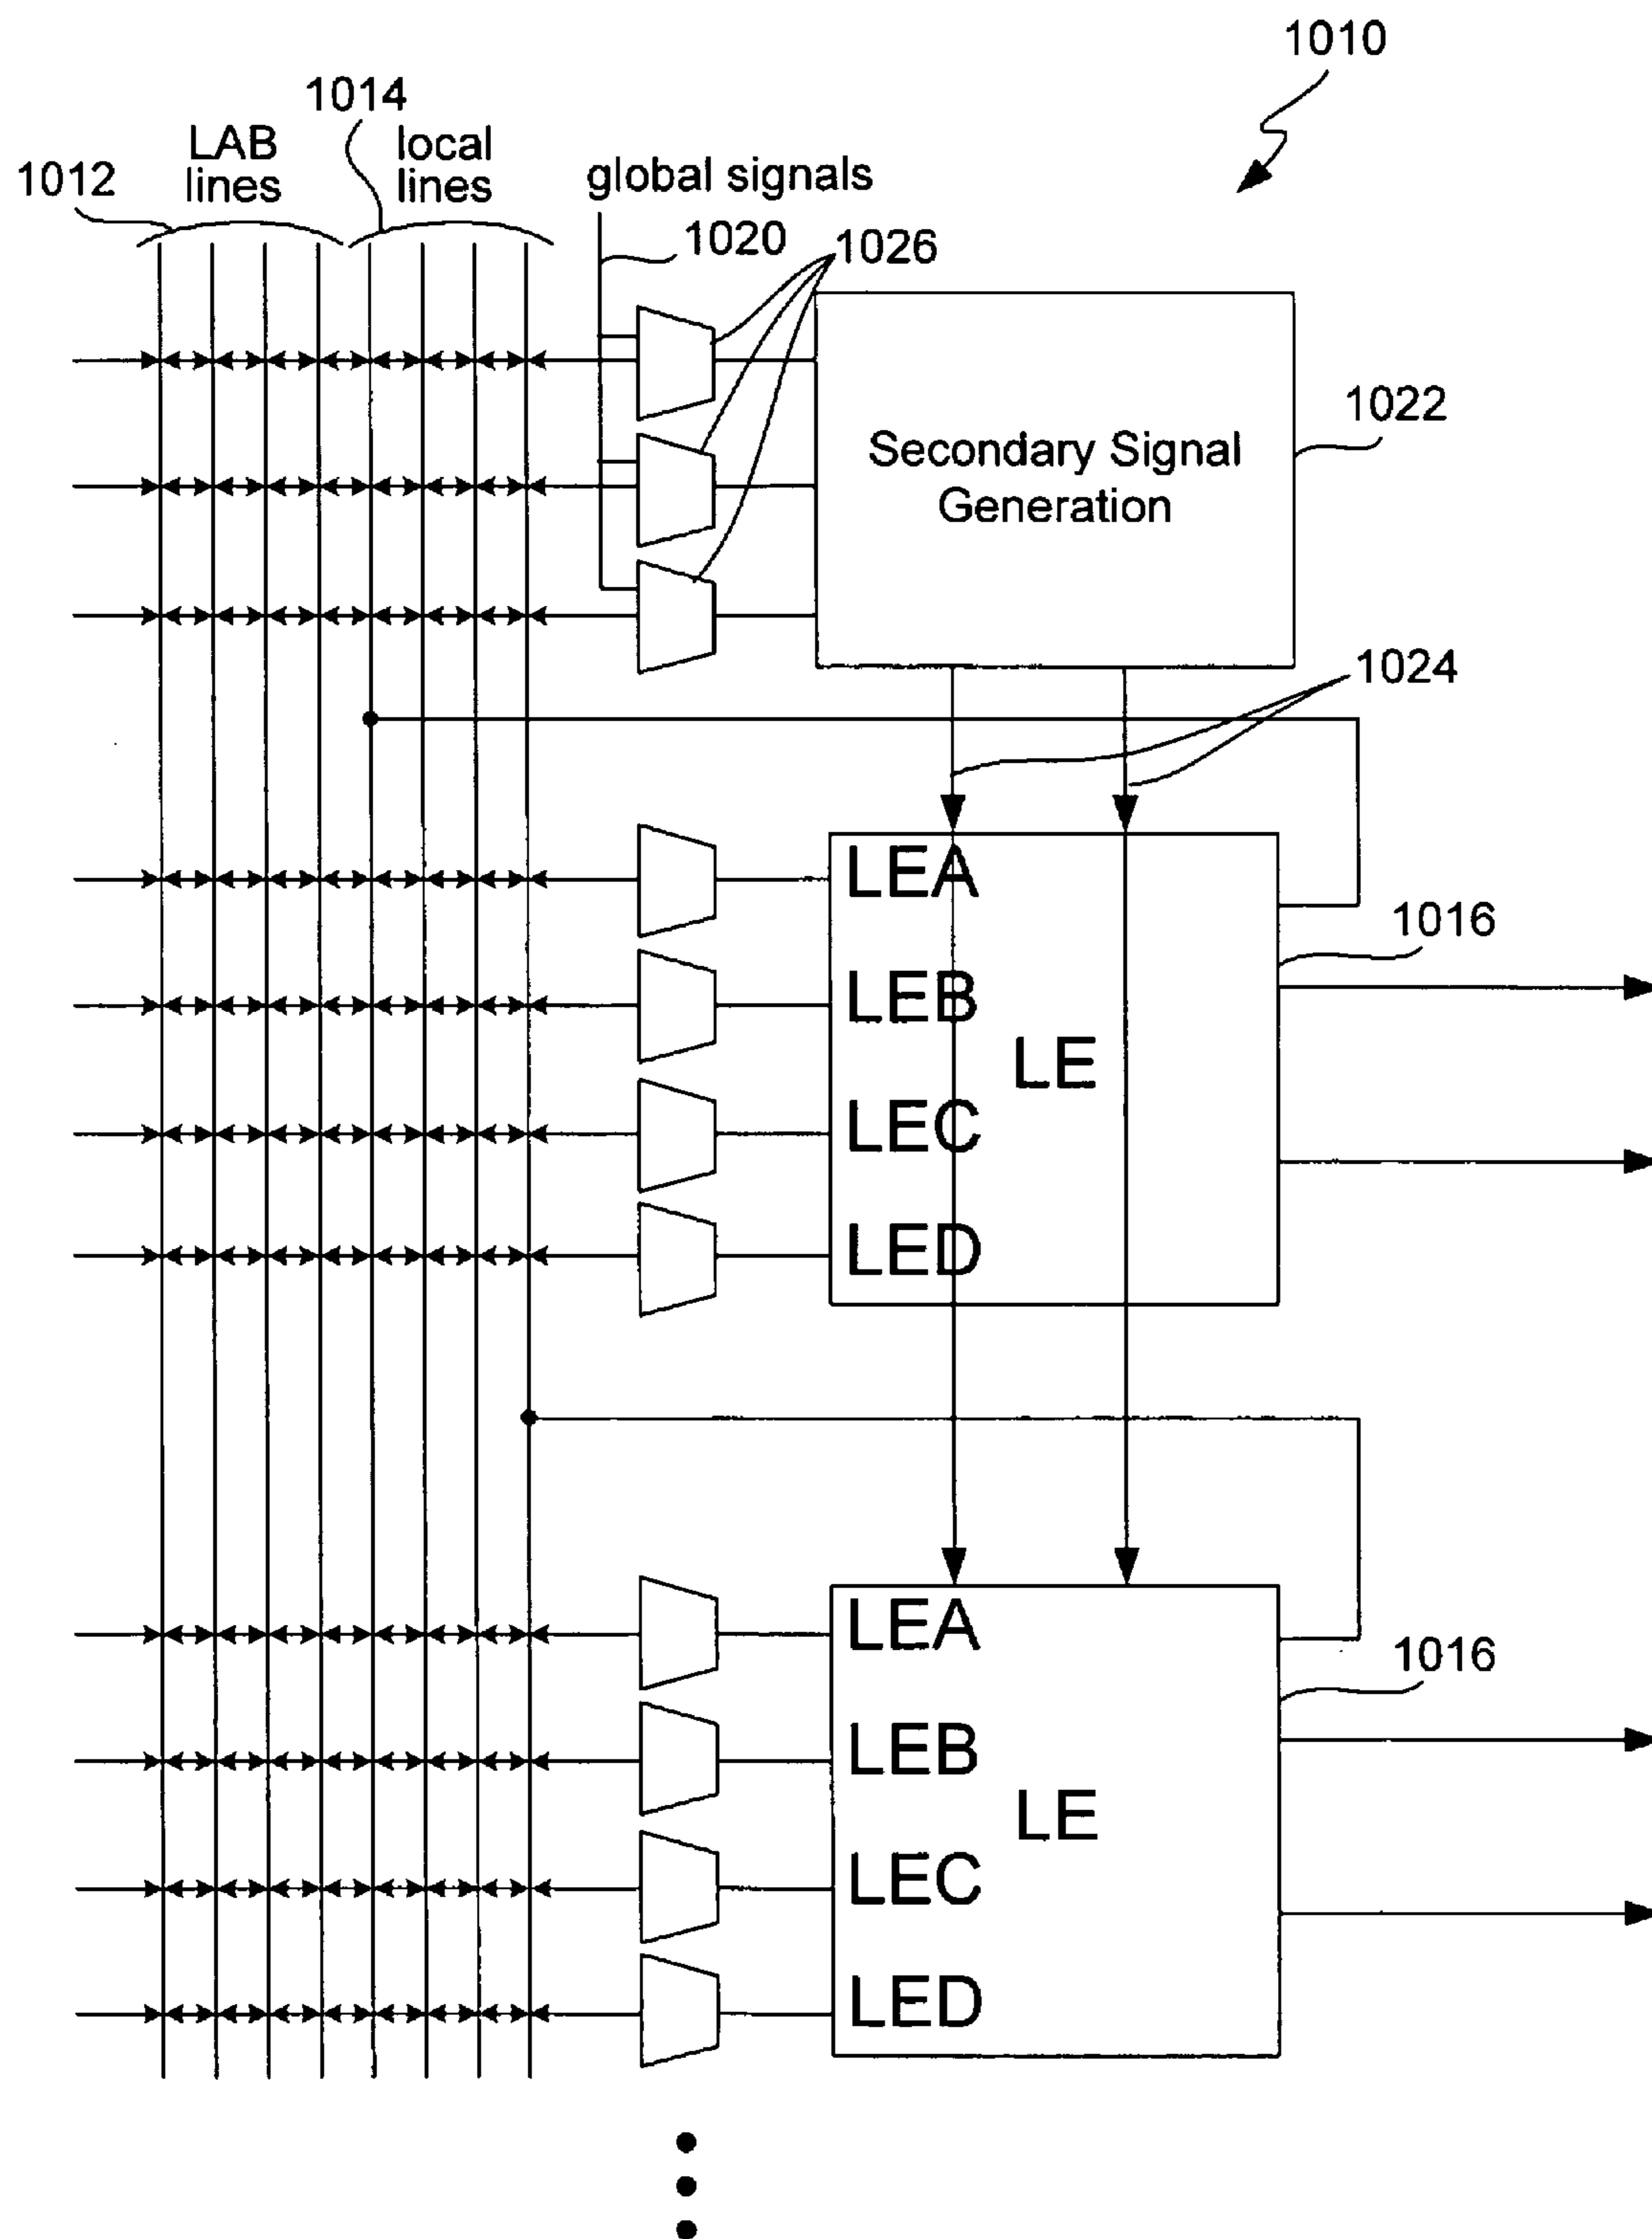 1010
1014
LAB
lines
local
lines
1012
global signals
1020
1026
Secondary Signal
Generation
1022
1024
LEA
LEB
LE
LEC
LED
1016
LEA
LEB
LE
LEC
LED
1016